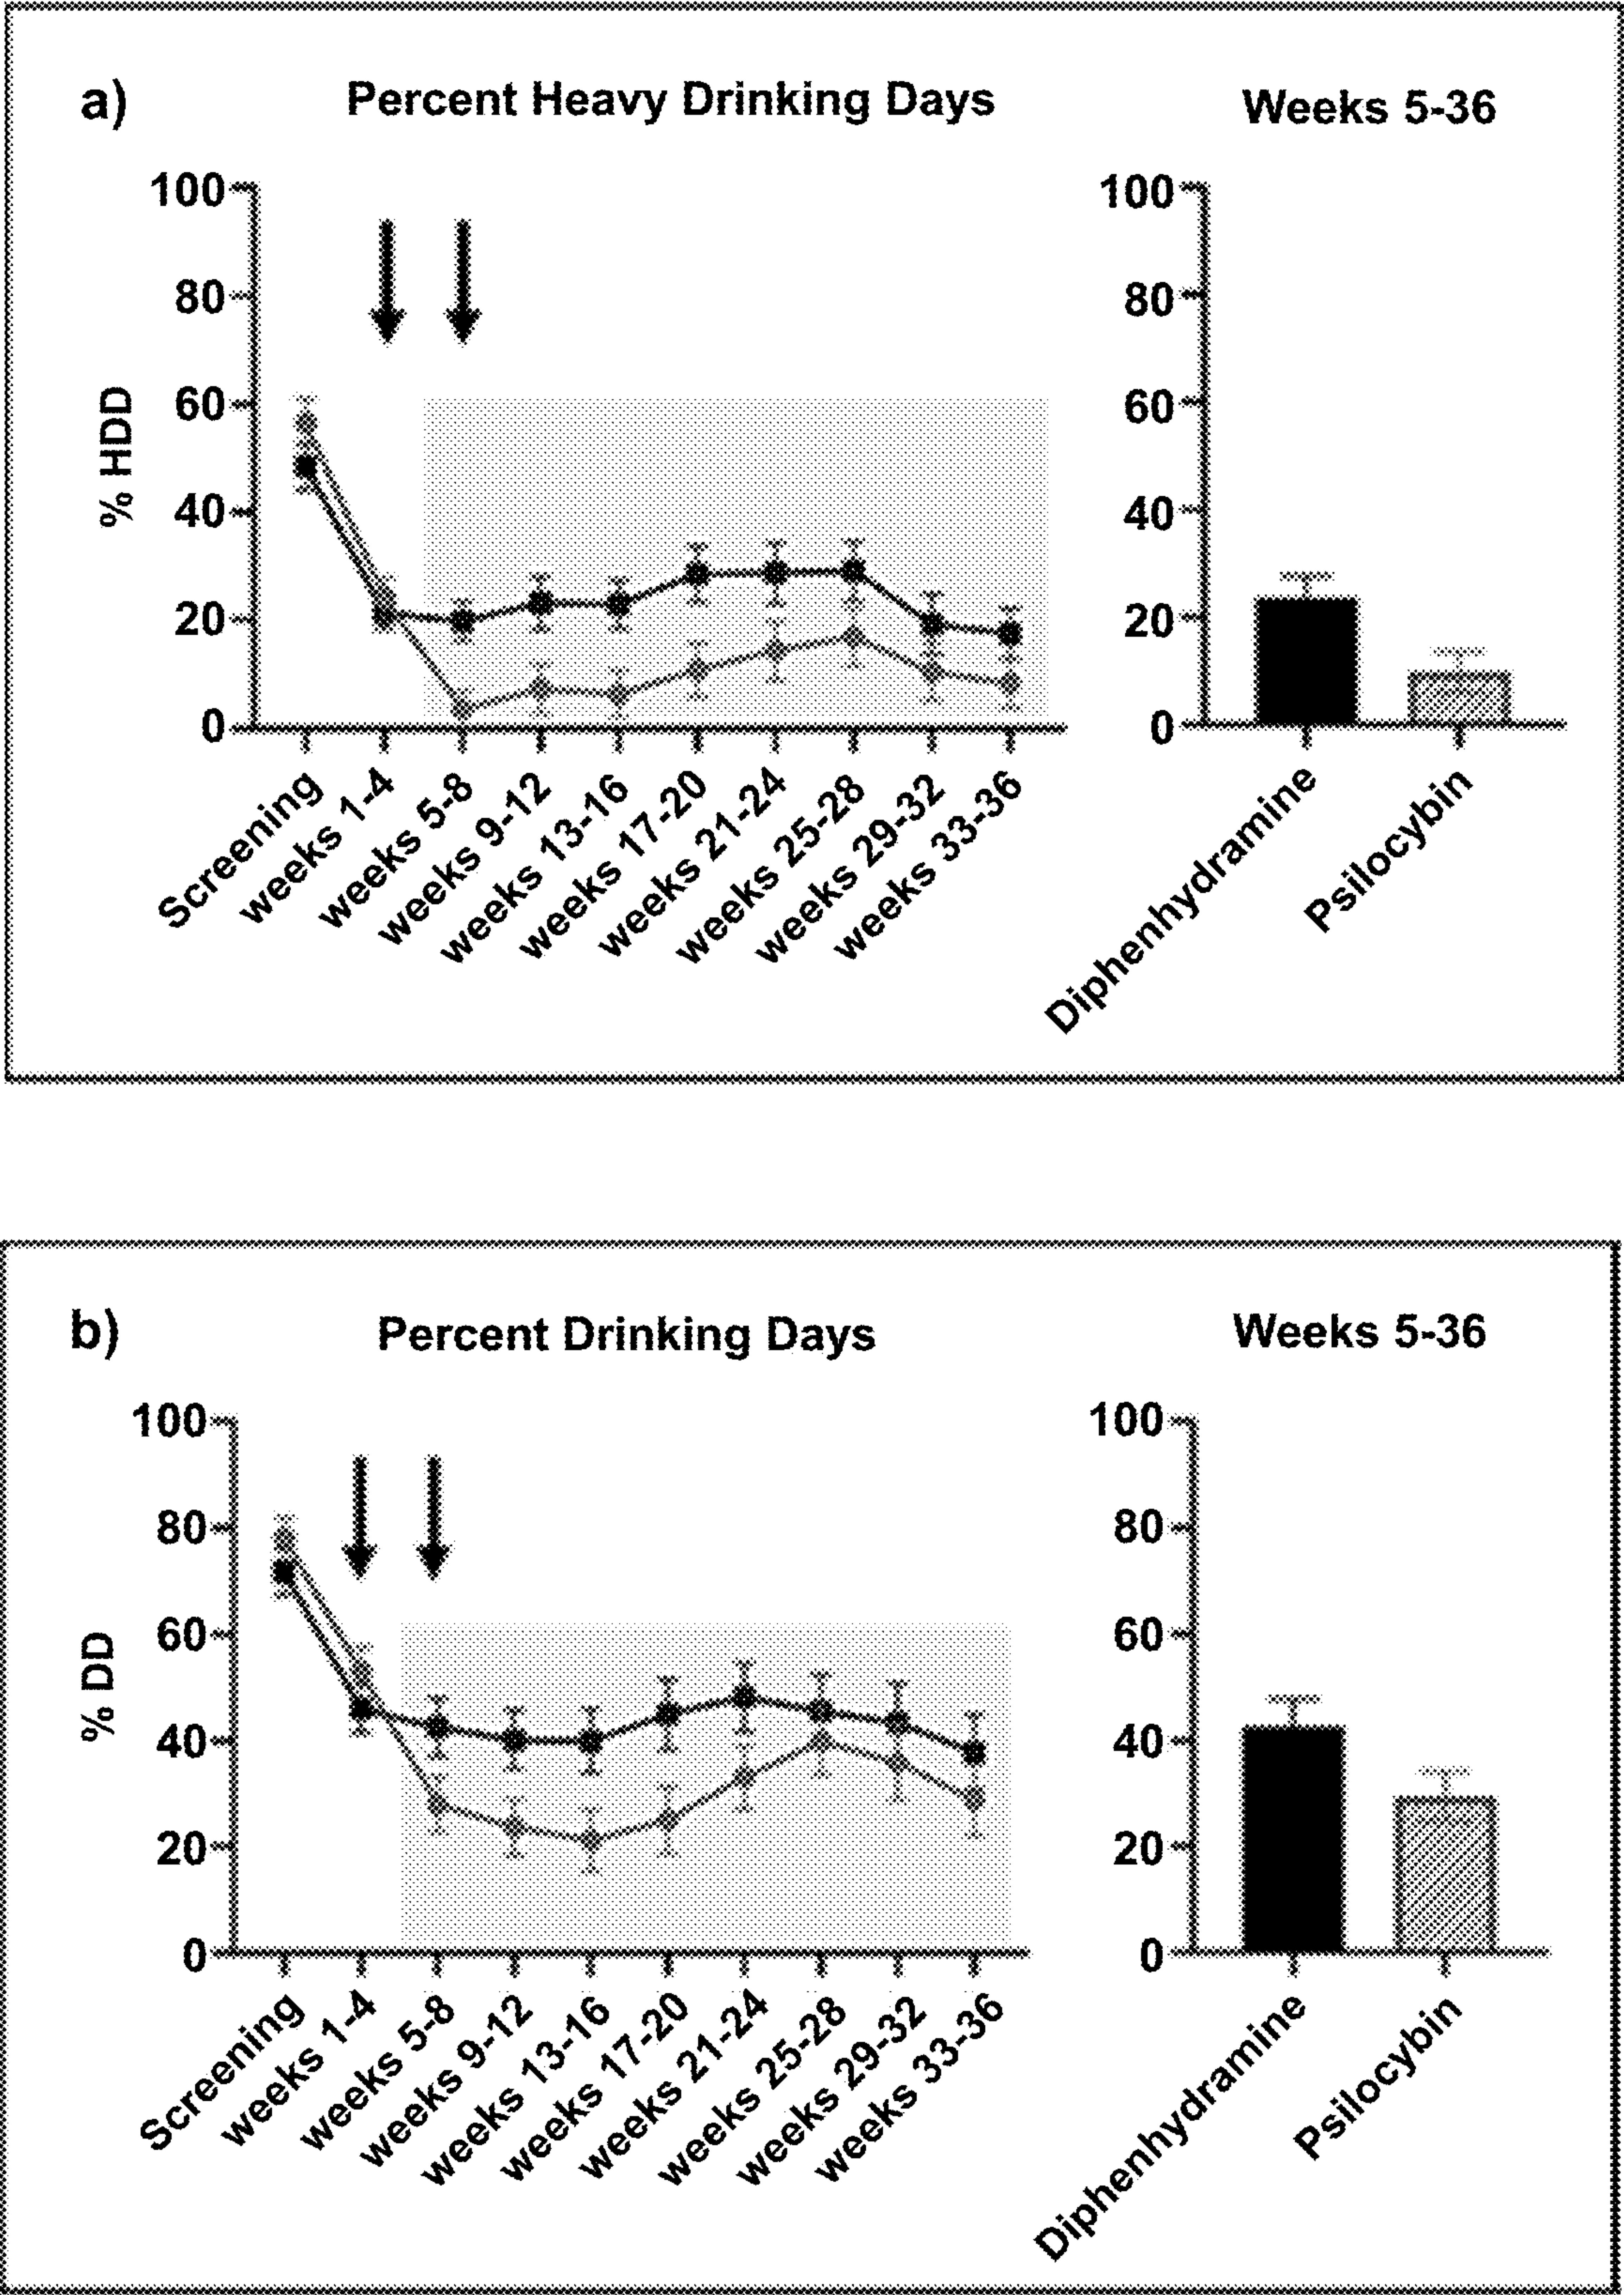 a)
Percent Heavy Drinking Days
Weeks 5-36
% HDD
100
80
60
40
20
0
Screening
weeks 1-4
weeks 5-8
weeks 9-12
weeks 13-16
weeks 17-20
weeks 21-24
weeks 25-28
weeks 29-32
weeks 33-36
100
80
60
40
20
0
Diphenhydramine
Psilocybin
b)
Percent Drinking Days
Weeks 5-36
% DD
100
80
60
40
20
0
Screening
weeks 1-4
weeks 5-8
weeks 9-12
weeks 13-16
weeks 17-20
weeks 21-24
weeks 25-28
weeks 29-32
weeks 33-36
100
80
60
40
20
0
Diphenhydramine
Psilocybin